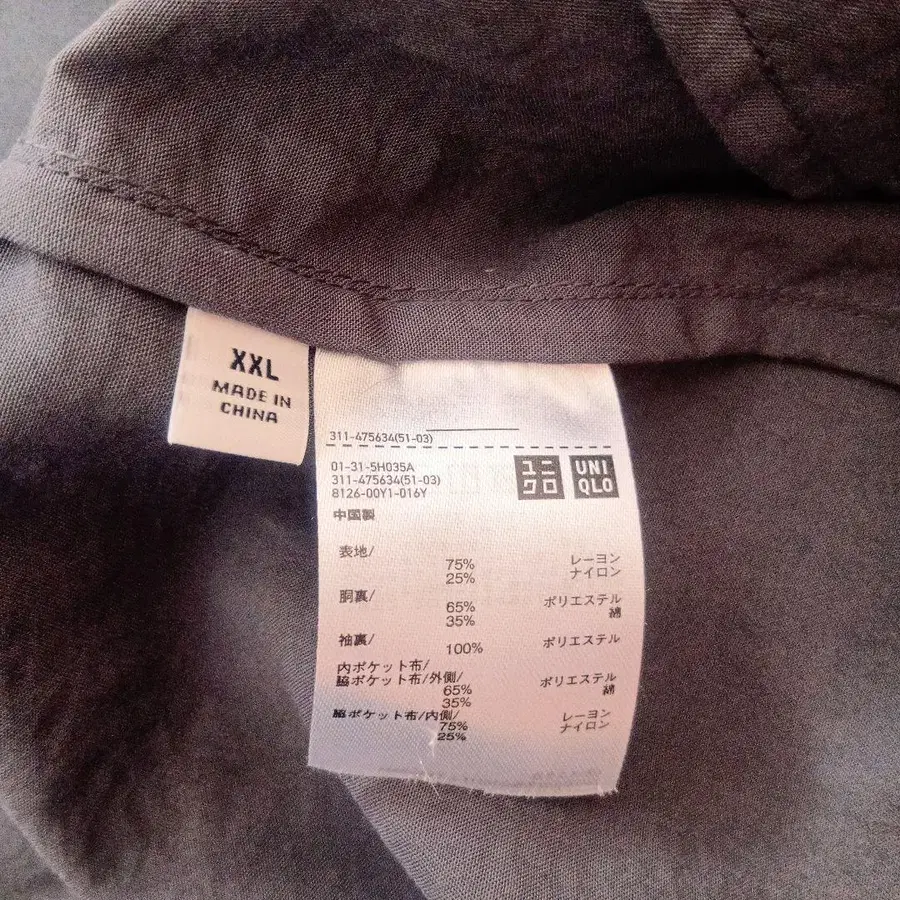 XXL
MADE IN
CHINA
311-475634(51-03)
01-31-5H035A
311-475634(51-03)
8126-00Y1-016Y
ユニ
クロ
UNI
QLO
中国製
表地/
75% レーヨン
25% ナイロン
胴裏/
65% ポリエステル
35% 綿
袖裏/
100% ポリエステル
内ポケット布/
脇ポケット布/外側/
65% ポリエステル
35% 綿
脇ポケット布/内側/
75% レーヨン
25% ナイロン